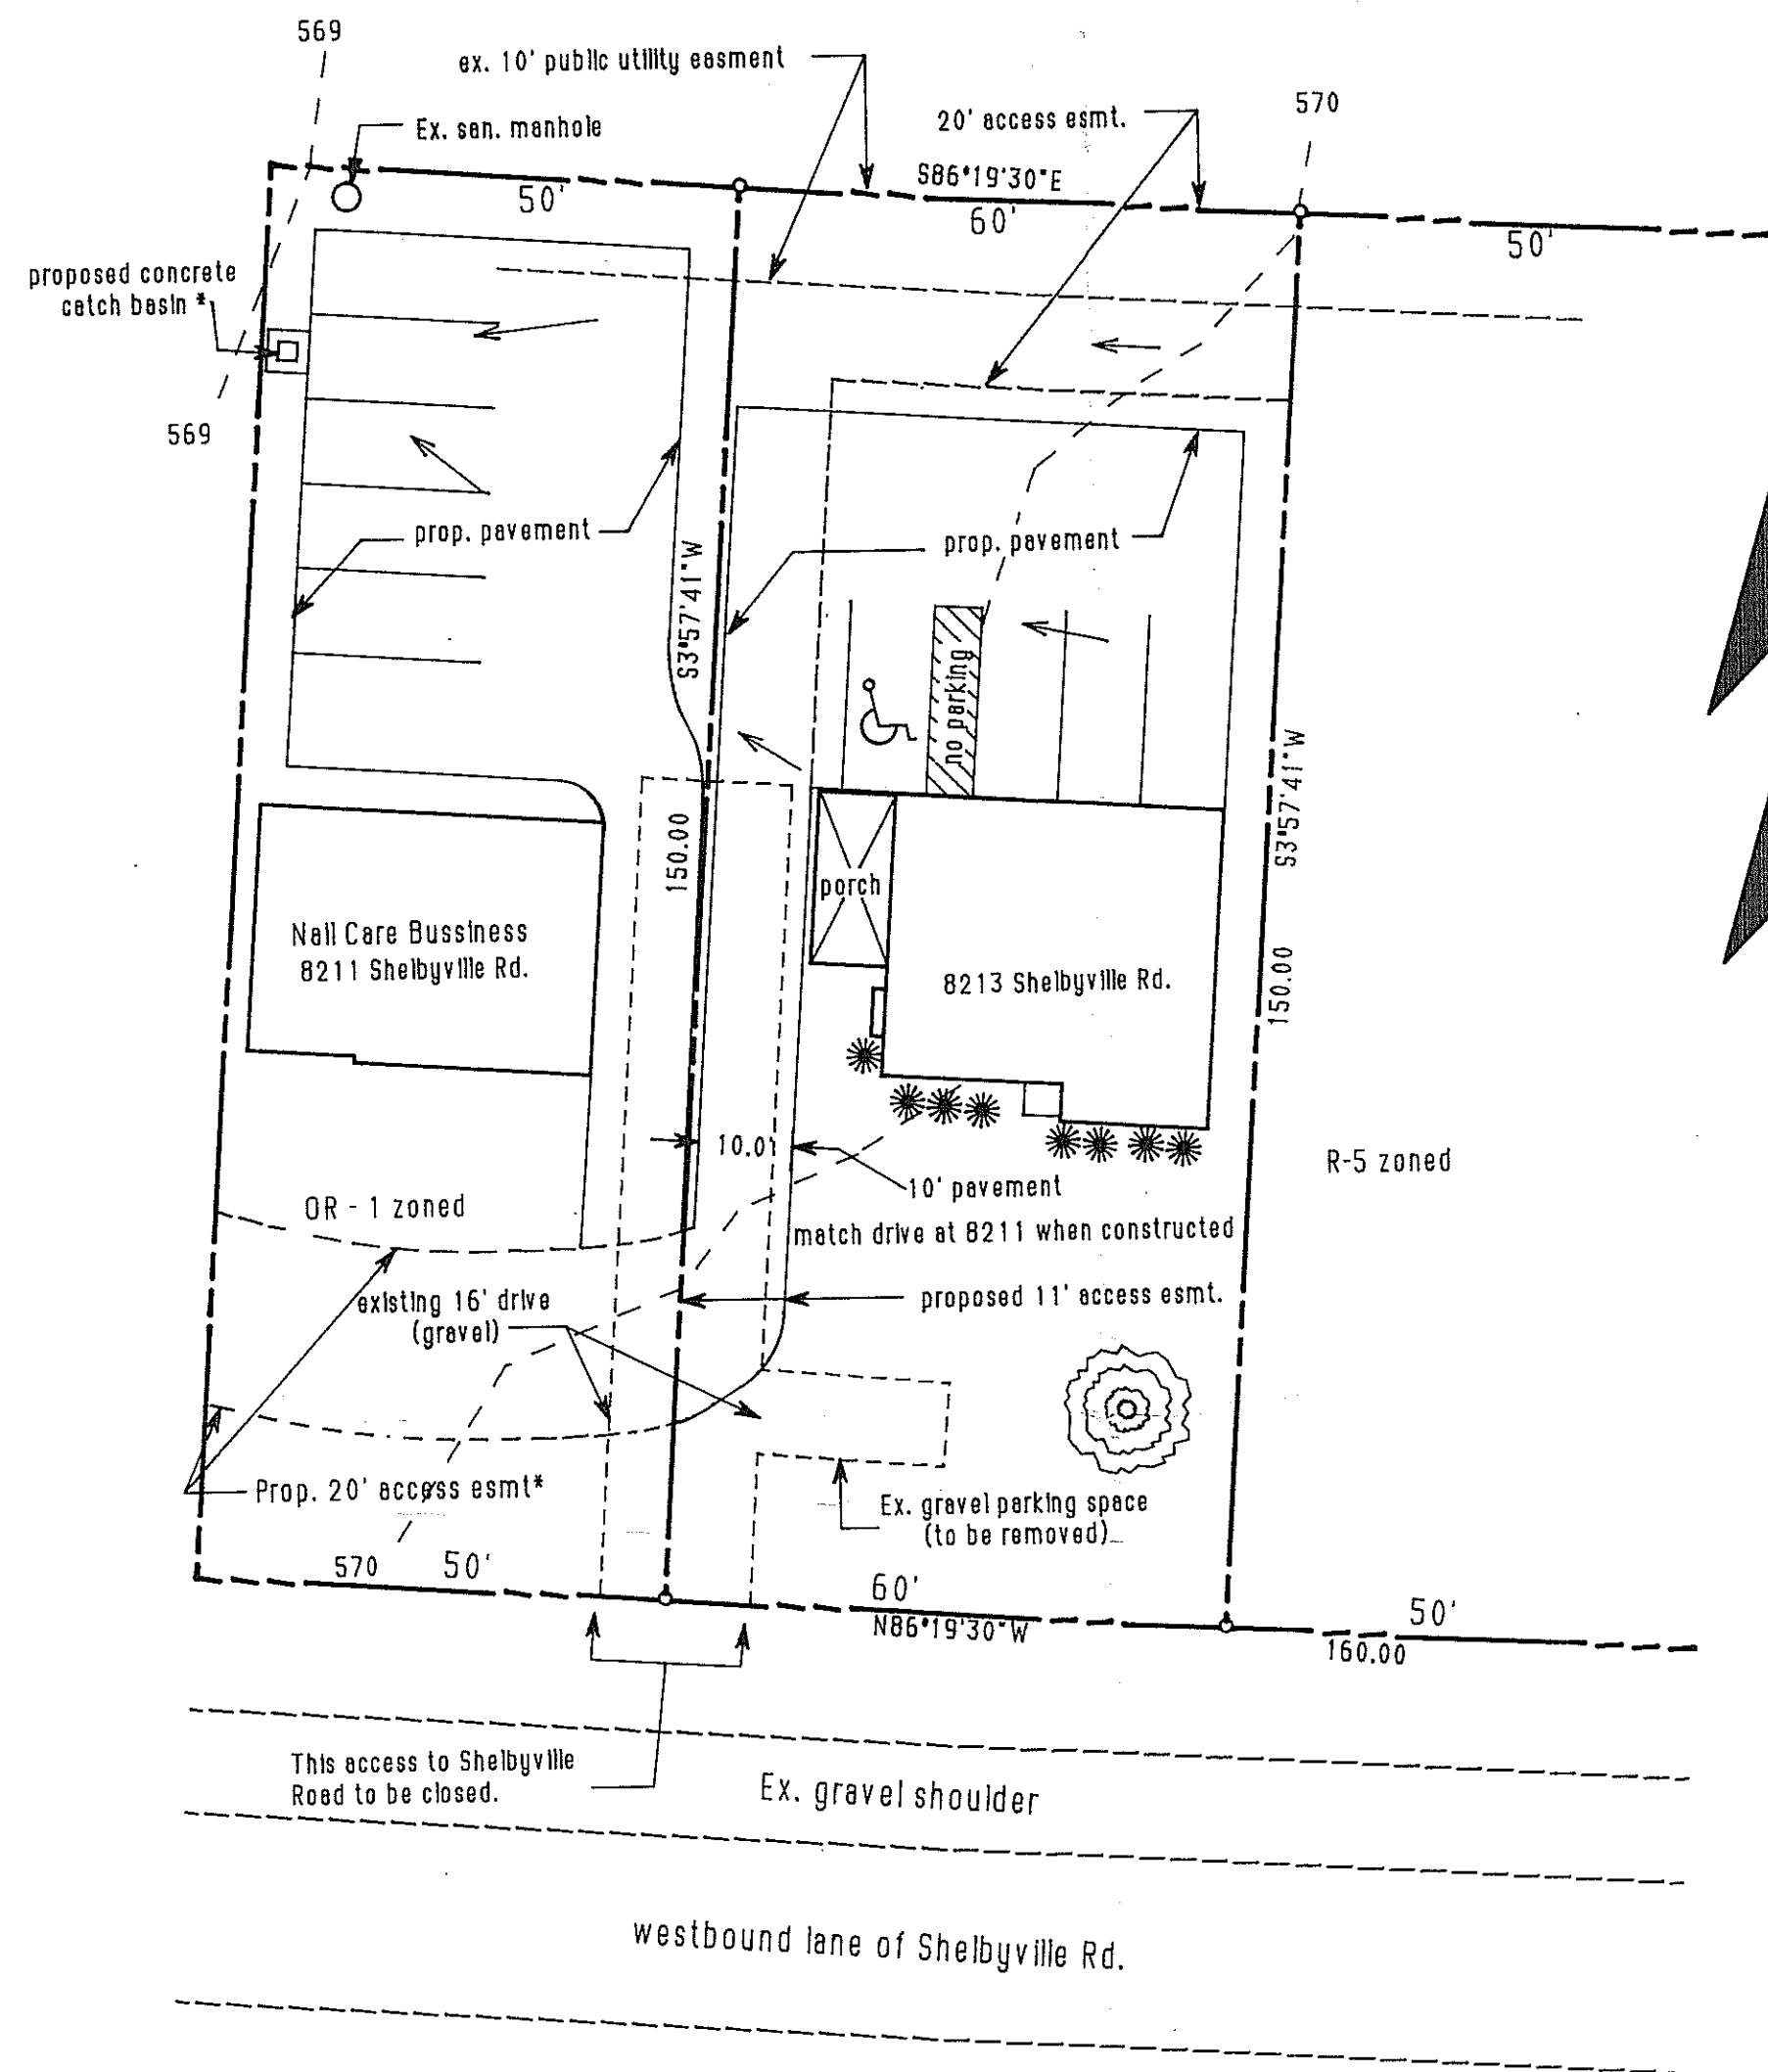 569
ex. 10' public utility easment
Ex. san. manhole
20' access esmt.
570
S86°19'30"E
50'
60'
50'
proposed concrete
catch basin *
569
prop. pavement
prop. pavement
S3°57'41"W
no parking
S3°57'41"W
150.00
porch
Nail Care Bussiness
8211 Shelbyville Rd.
8213 Shelbyville Rd.
150.00
10.0'
10' pavement
match drive at 8211 when constructed
R-5 zoned
OR - 1 zoned
existing 16' drive
(gravel)
proposed 11' access esmt.
Prop. 20' access esmt*
Ex. gravel parking space
(to be removed)
570
50'
60'
N86°19'30"W
50'
160.00
This access to Shelbyville
Road to be closed.
Ex. gravel shoulder
westbound lane of Shelbyville Rd.